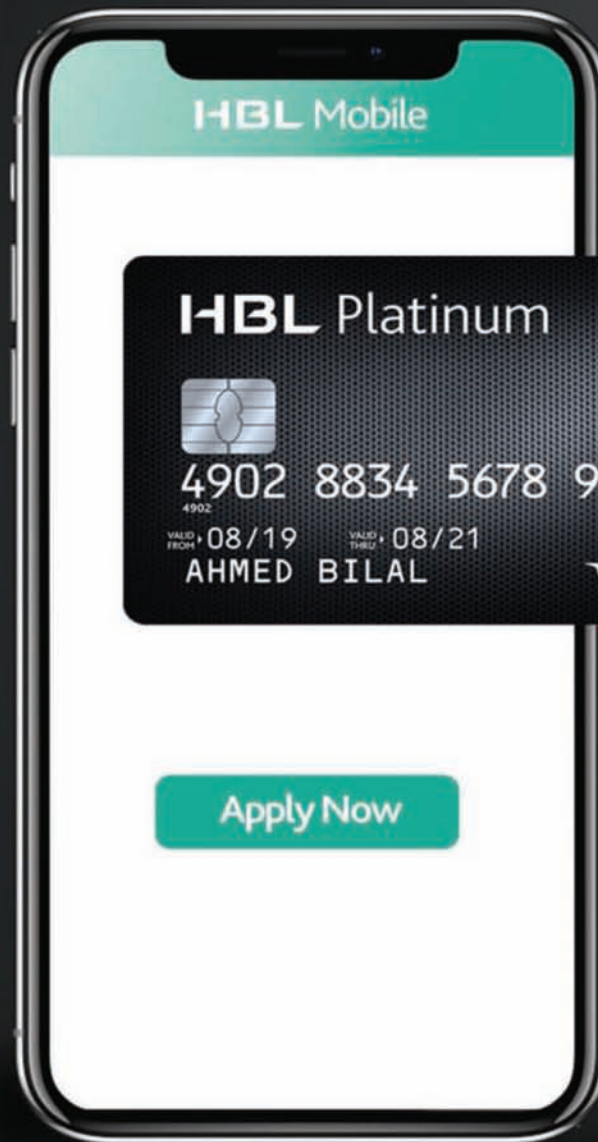 HBL Mobile
HBL Platinum
4902 8834 5678 9
4902
VALID FROM 08/19 VALID THRU 08/21
AHMED BILAL
Apply Now